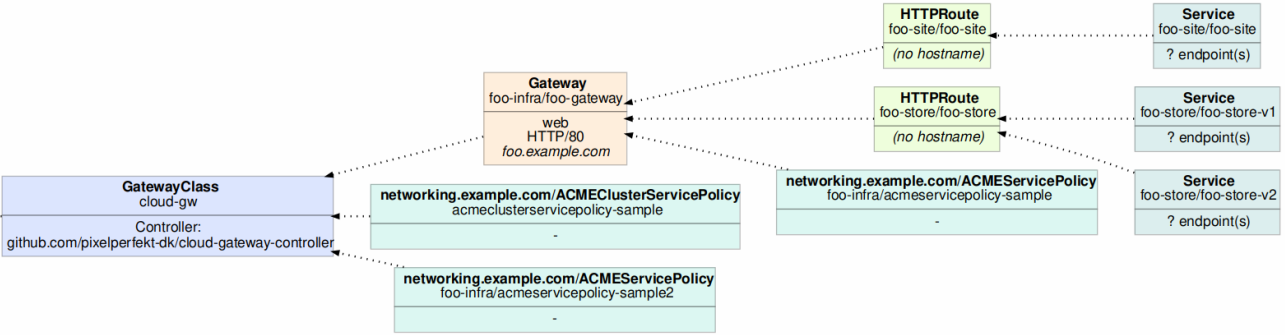 HTTPRoute
foo-site/foo-site
(no hostname)
Service
foo-site/foo-site
? endpoint(s)
Gateway
foo-infra/foo-gateway
web
HTTP/80
foo.example.com
HTTPRoute
foo-store/foo-store
(no hostname)
Service
foo-store/foo-store-v1
? endpoint(s)
GatewayClass
cloud-gw
Controller:
github.com/pixelperfekt-dk/cloud-gateway-controller
networking.example.com/ACMEClusterServicePolicy
acmeclusterservicepolicy-sample
-
networking.example.com/ACMEServicePolicy
foo-infra/acmeservicepolicy-sample
-
Service
foo-store/foo-store-v2
? endpoint(s)
networking.example.com/ACMEServicePolicy
foo-infra/acmeservicepolicy-sample2
-